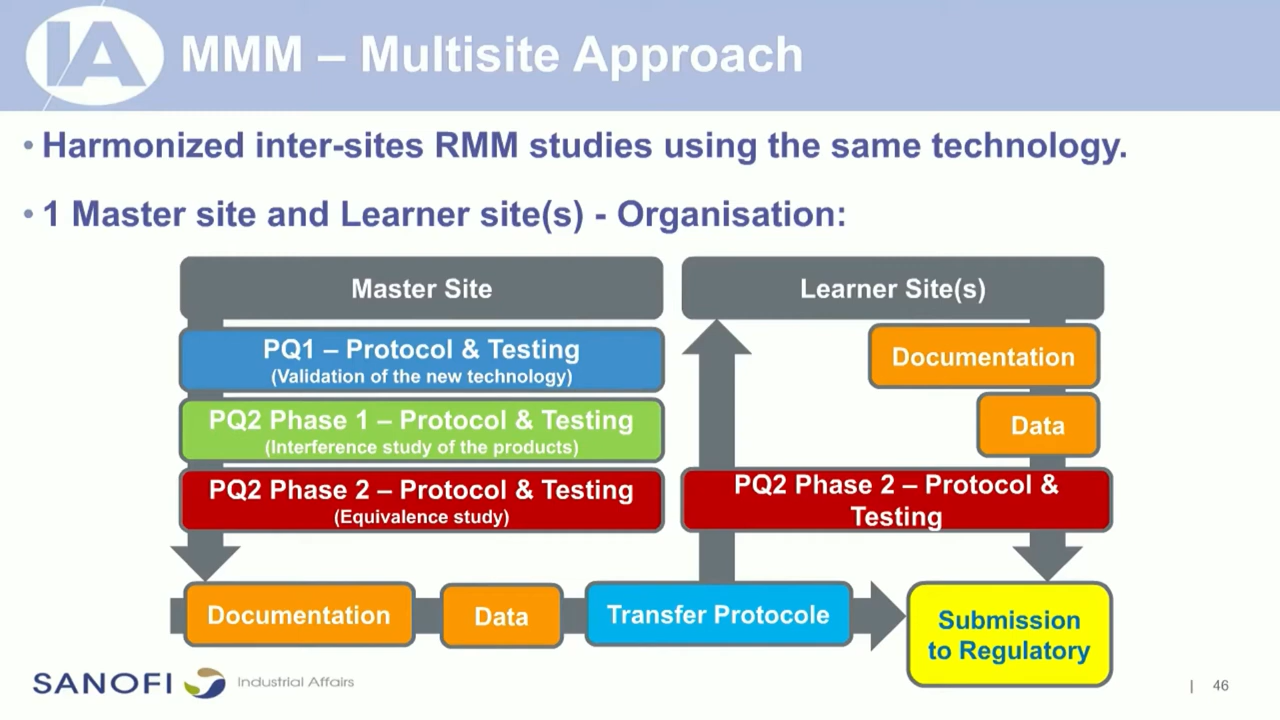 IA
MMM – Multisite Approach
• Harmonized inter-sites RMM studies using the same technology.
• 1 Master site and Learner site(s) - Organisation:
Master Site
PQ1 – Protocol & Testing
(Validation of the new technology)
PQ2 Phase 1 – Protocol & Testing
(Interference study of the products)
PQ2 Phase 2 – Protocol & Testing
(Equivalence study)
Learner Site(s)
Documentation
Data
PQ2 Phase 2 – Protocol &
Testing
Documentation
Data
Transfer Protocole
Submission
to Regulatory
SANOFI Industrial Affairs
| 46